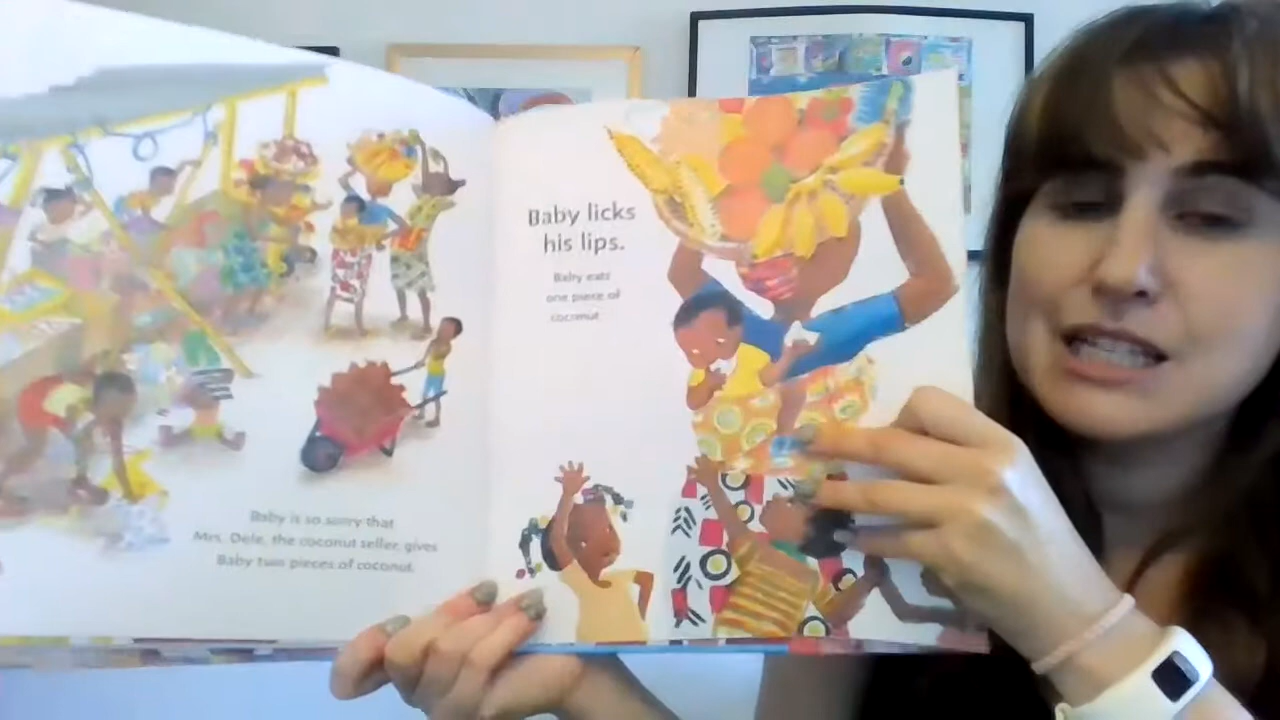 Baby is so sorry that
Mrs. Dele, the coconut seller, gives
Baby two pieces of coconut.
Baby licks
his lips.
Baby eats
one piece of
coconut